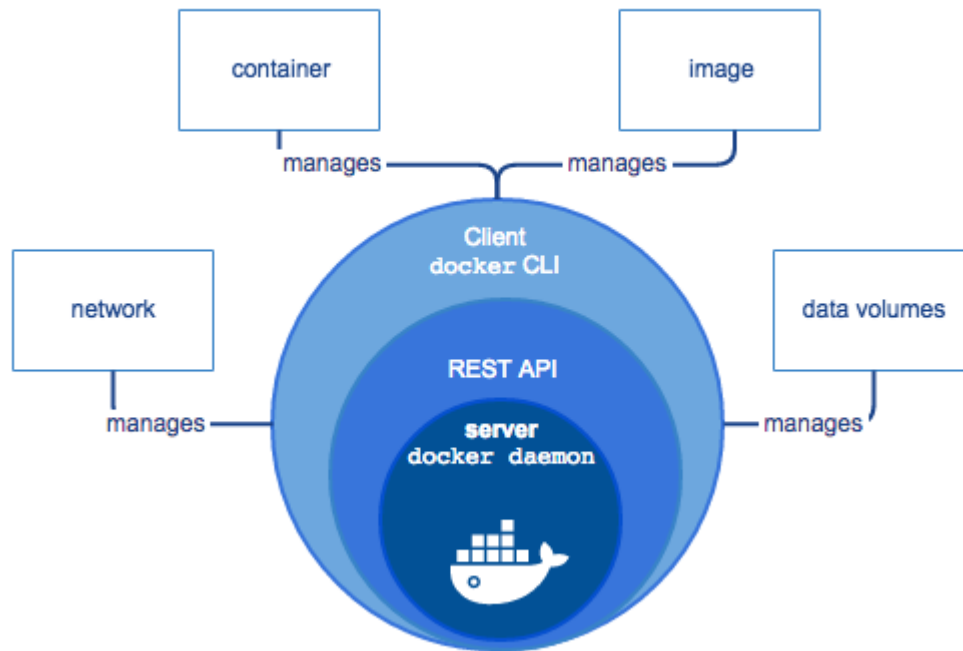 container
image
manages
manages
Client
docker CLI
network
data volumes
REST API
manages
manages
server
docker daemon